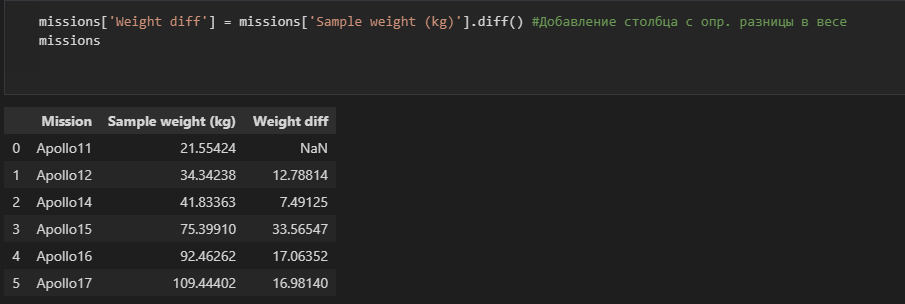 missions['Weight diff'] = missions['Sample weight (kg)'].diff() #Добавление столбца с опр. разницы в весе
missions
Mission Sample weight (kg) Weight diff
0 Apollo11 21.55424 NaN
1 Apollo12 34.34238 12.78814
2 Apollo14 41.83363 7.49125
3 Apollo15 75.39910 33.56547
4 Apollo16 92.46262 17.06352
5 Apollo17 109.44402 16.98140